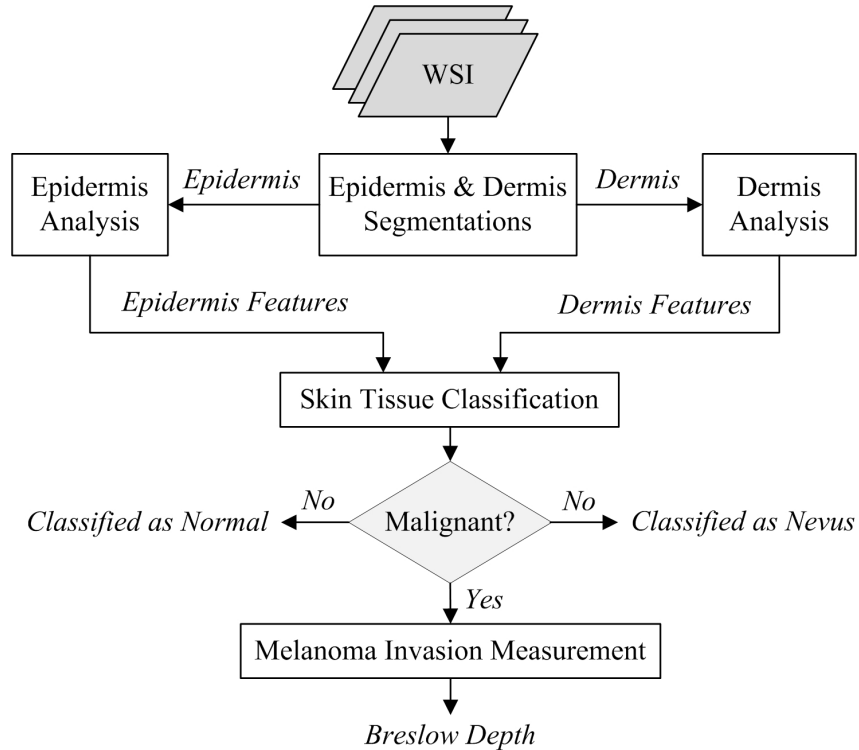 WSI
Epidermis
Analysis
Epidermis
Epidermis & Dermis
Segmentations
Dermis
Dermis
Analysis
Epidermis Features
Dermis Features
Skin Tissue Classification
Classified as Normal
No
Malignant?
No
Classified as Nevus
Yes
Melanoma Invasion Measurement
Breslow Depth